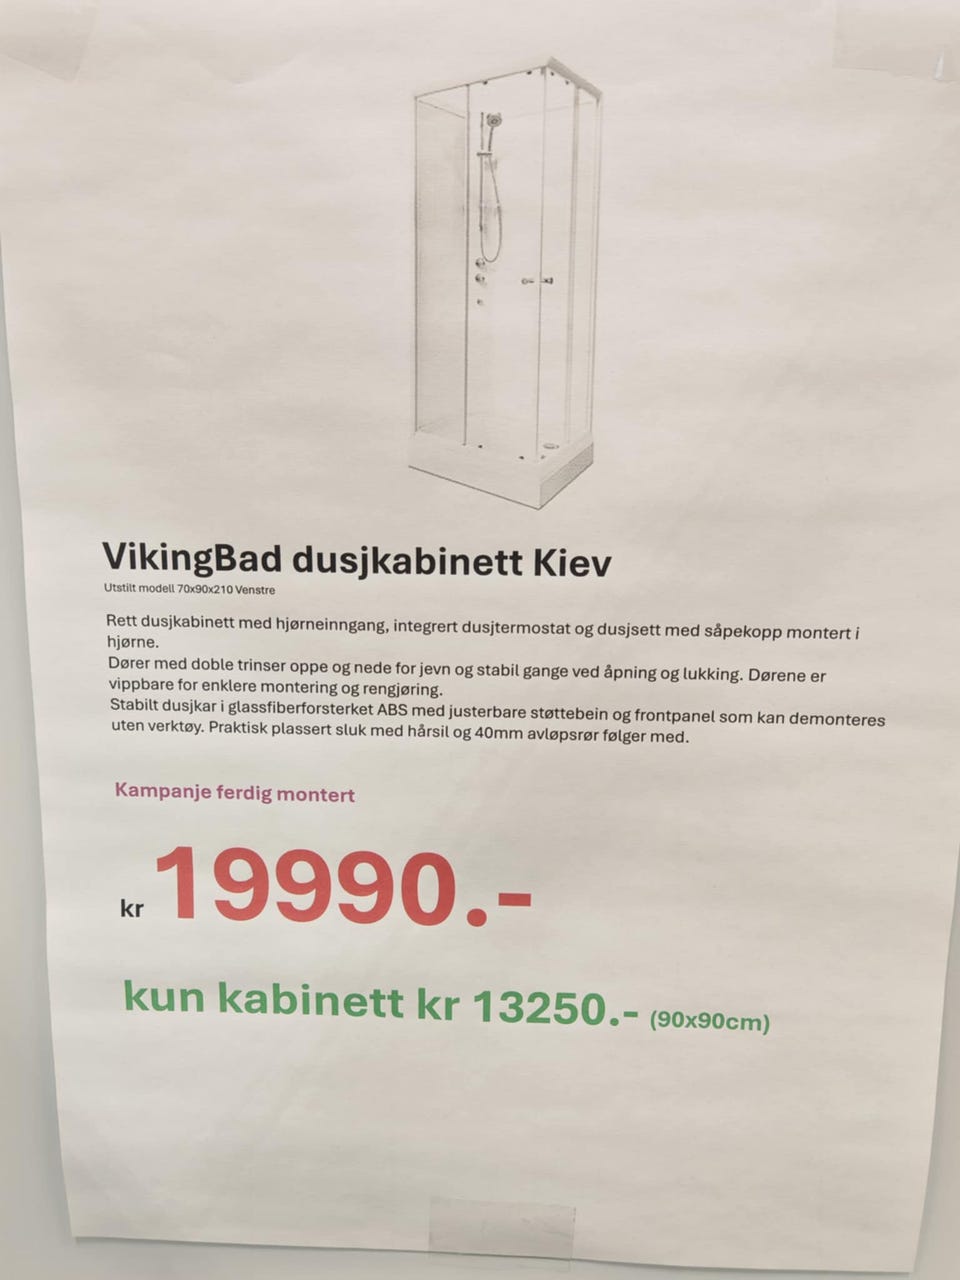 VikingBad dusjkabinett Kiev
Utstilt modell 70x90x210 Venstre
Rett dusjkabinett med hjørneinngang, integrert dusjtermostat og dusjsett med såpekopp montert i
hjørne.
Dører med doble trinser oppe og nede for jevn og stabil gange ved åpning og lukking. Dørene er
vippbare for enklere montering og rengjøring.
Stabilt dusjkar i glassfiberforsterket ABS med justerbare støttebein og frontpanel som kan demonteres
uten verktøy. Praktisk plassert sluk med hårsil og 40mm avløpsrør følger med.
Kampanje ferdig montert
kr 19990.-
kun kabinett kr 13250.- (90x90cm)